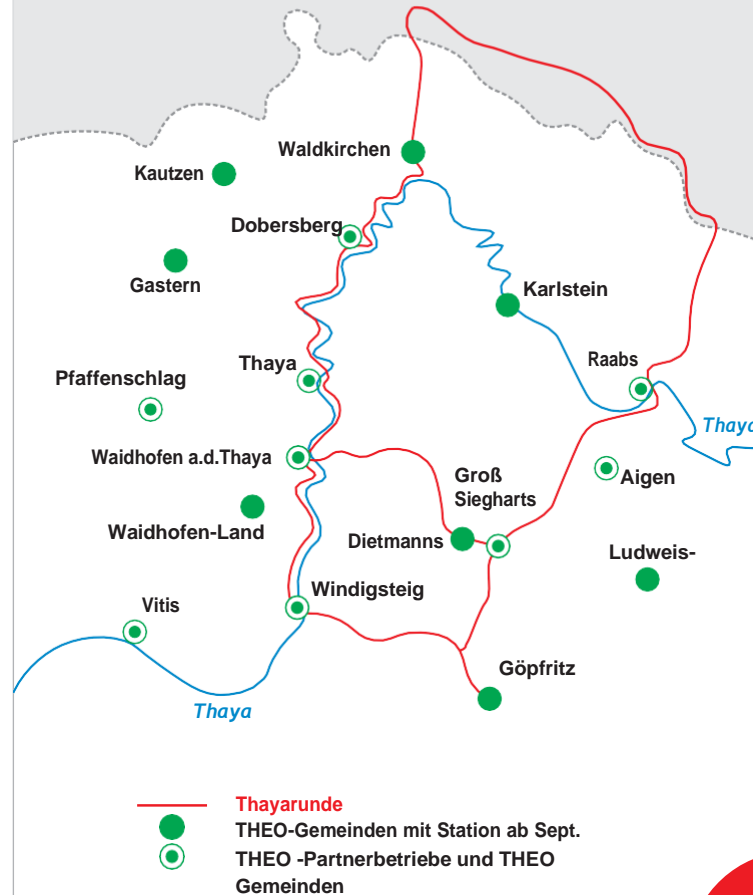 Waldkirchen
Kautzen
Dobersberg
Gastern
Karlstein
Thaya
Raabs
Pfaffenschlag
Thaya
Waidhofen a.d.Thaya
Groß
Siegharts
Aigen
Waidhofen-Land
Dietmanns
Ludweis-
Windigsteig
Vitis
Göpfritz
Thaya
Thayarunde
THEO-Gemeinden mit Station ab Sept.
THEO -Partnerbetriebe und THEO
Gemeinden